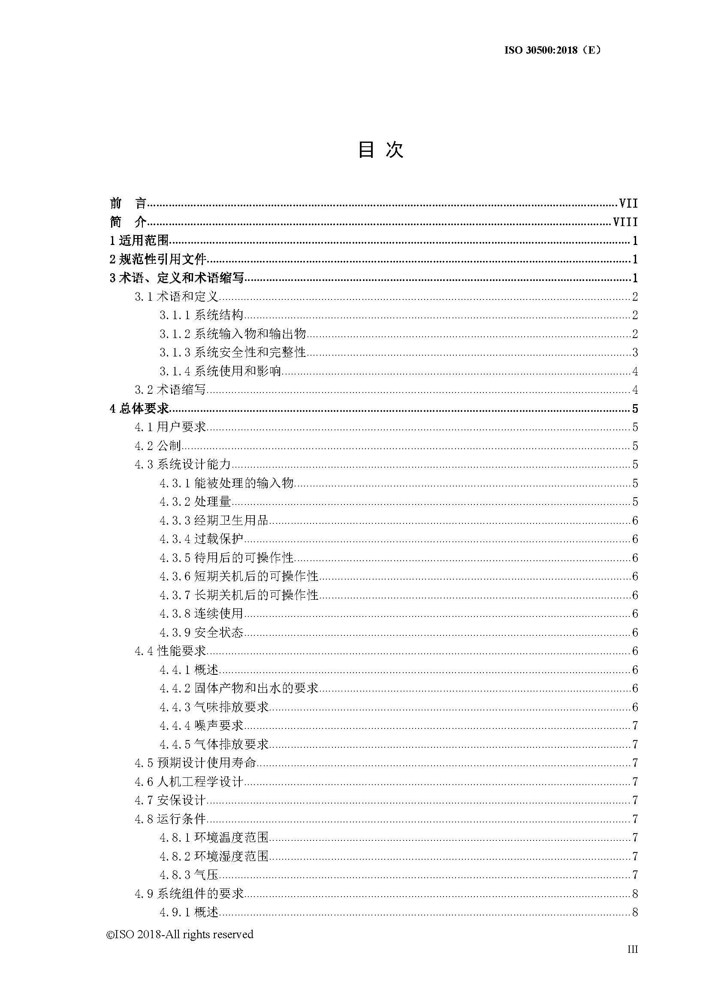 ISO 30500:2018（E）
目 次
前 言........ VII
简 介........ VIII
1 适用范围........ 1
2 规范性引用文件........ 1
3 术语、定义和术语缩写........ 1
3.1 术语和定义........ 2
3.1.1 系统结构........ 2
3.1.2 系统输入物和输出物........ 2
3.1.3 系统安全性和完整性........ 3
3.1.4 系统使用和影响........ 4
3.2 术语缩写........ 4
4 总体要求........ 5
4.1 用户要求........ 5
4.2 公制........ 5
4.3 系统设计能力........ 5
4.3.1 能被处理的输入物........ 5
4.3.2 处理量........ 5
4.3.3 经期卫生用品........ 6
4.3.4 过载保护........ 6
4.3.5 待用后的可操作性........ 6
4.3.6 短期关机后的可操作性........ 6
4.3.7 长期关机后的可操作性........ 6
4.3.8 连续使用........ 6
4.3.9 安全状态........ 6
4.4 性能要求........ 6
4.4.1 概述........ 6
4.4.2 固体产物和出水的要求........ 6
4.4.3 气味排放要求........ 6
4.4.4 噪声要求........ 7
4.4.5 气体排放要求........ 7
4.5 预期设计使用寿命........ 7
4.6 人机工程学设计........ 7
4.7 安保设计........ 7
4.8 运行条件........ 7
4.8.1 环境温度范围........ 7
4.8.2 环境湿度范围........ 7
4.8.3 气压........ 7
4.9 系统组件的要求........ 8
4.9.1 概述........ 8
©ISO 2018-All rights reserved
III